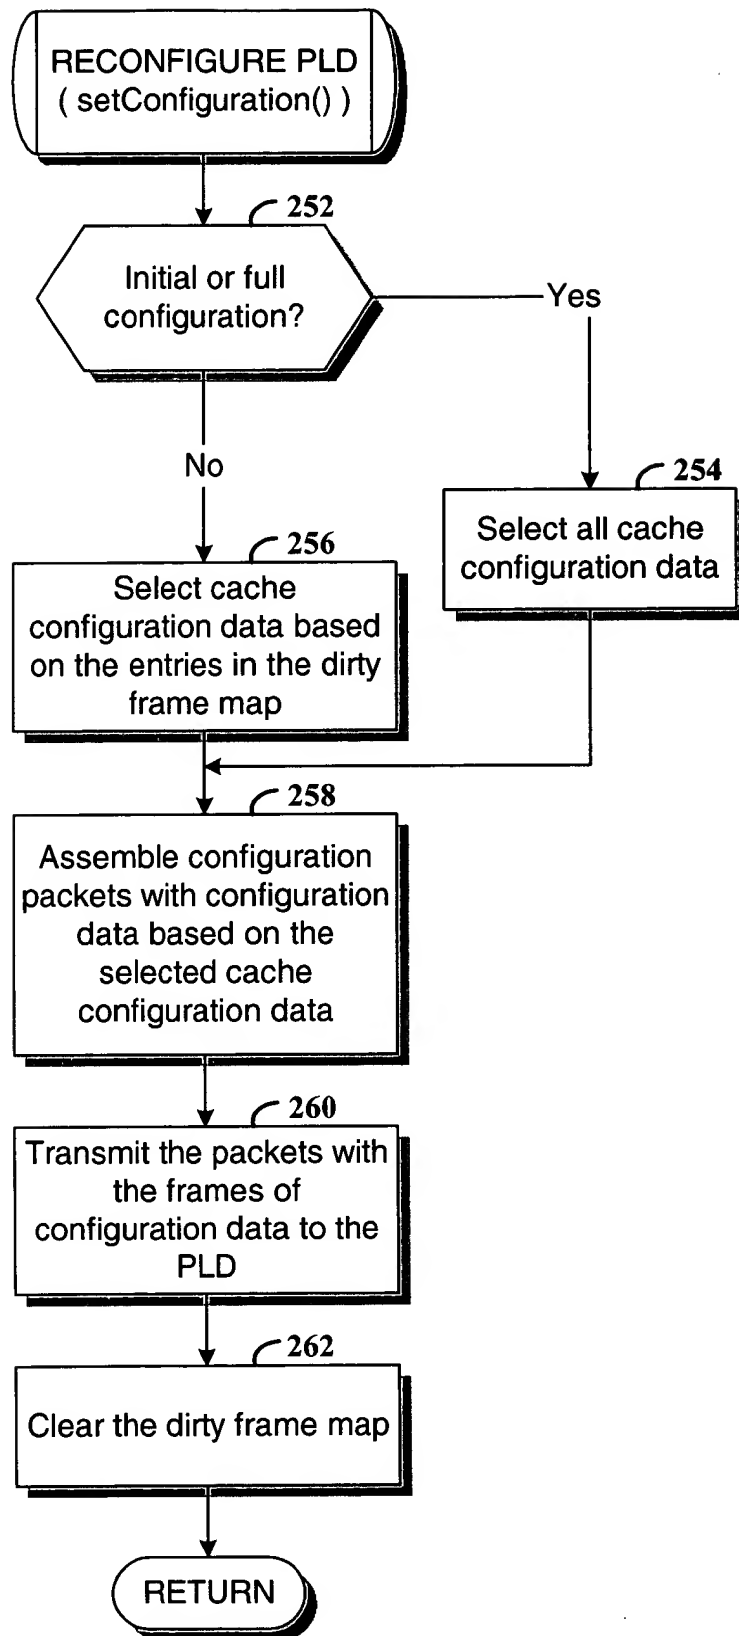 RECONFIGURE PLD
( setConfiguration() )
252
Initial or full
configuration?
Yes
No
254
Select all cache
configuration data
256
Select cache
configuration data based
on the entries in the dirty
frame map
258
Assemble configuration
packets with configuration
data based on the
selected cache
configuration data
260
Transmit the packets with
the frames of
configuration data to the
PLD
262
Clear the dirty frame map
RETURN